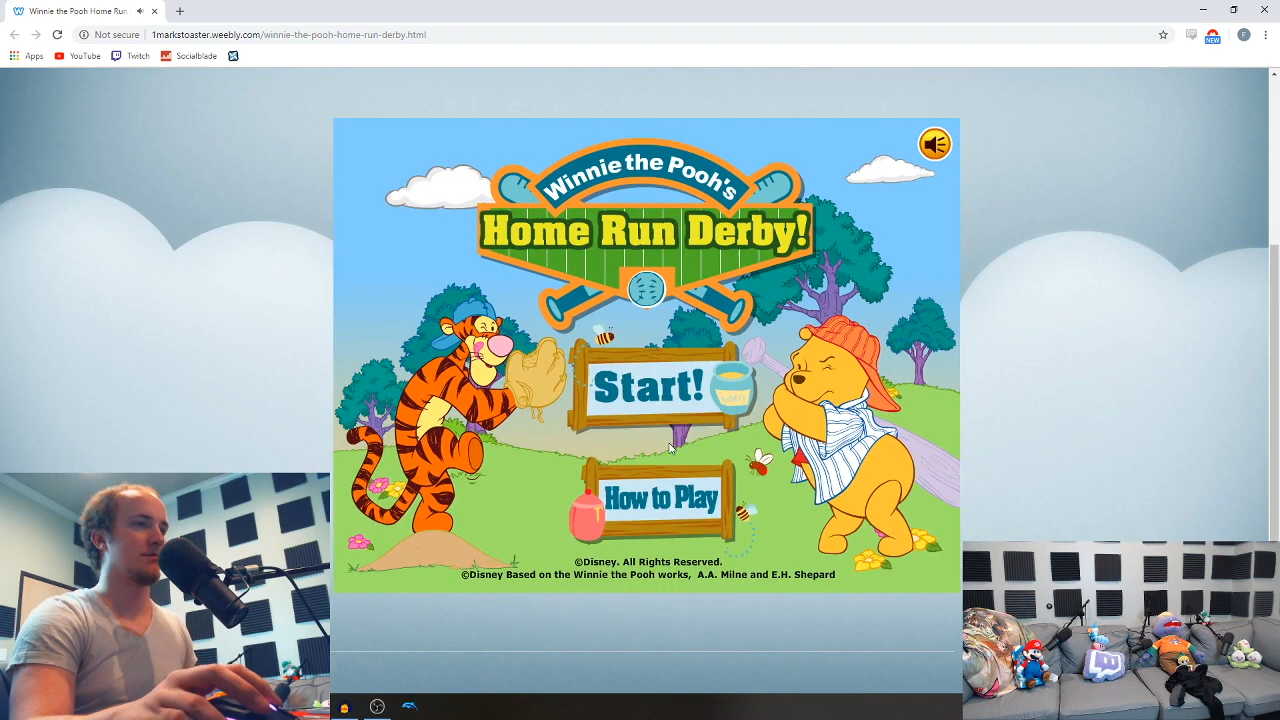 Winnie the Pooh Home Run
Not secure
1markstoaster.weebly.com/winnie-the-pooh-home-run-derby.html
NEW
F
Apps
YouTube
Twitch
Socialblade
Winnie the Pooh's
Home Run Derby!
Start!
HUNNY
How to Play
©Disney. All Rights Reserved.
©Disney Based on the Winnie the Pooh works, A.A. Milne and E.H. Shepard